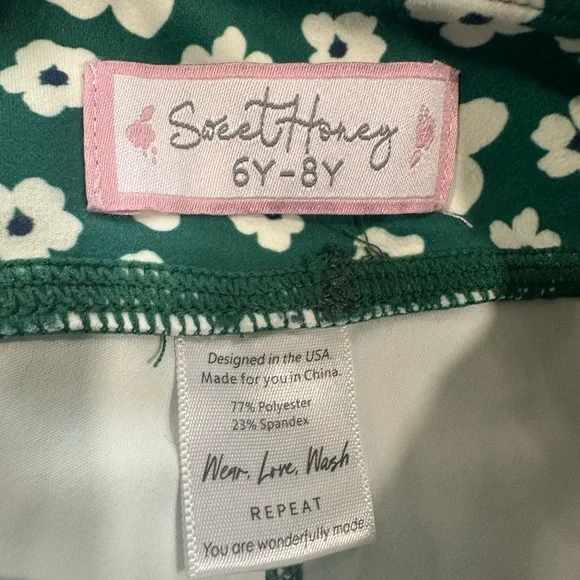 Sweet Honey
6Y-8Y
Designed in the USA.
Made for you in China.
77% Polyester
23% Spandex
Wear, Love, Wash
REPEAT
You are wonderfully made.